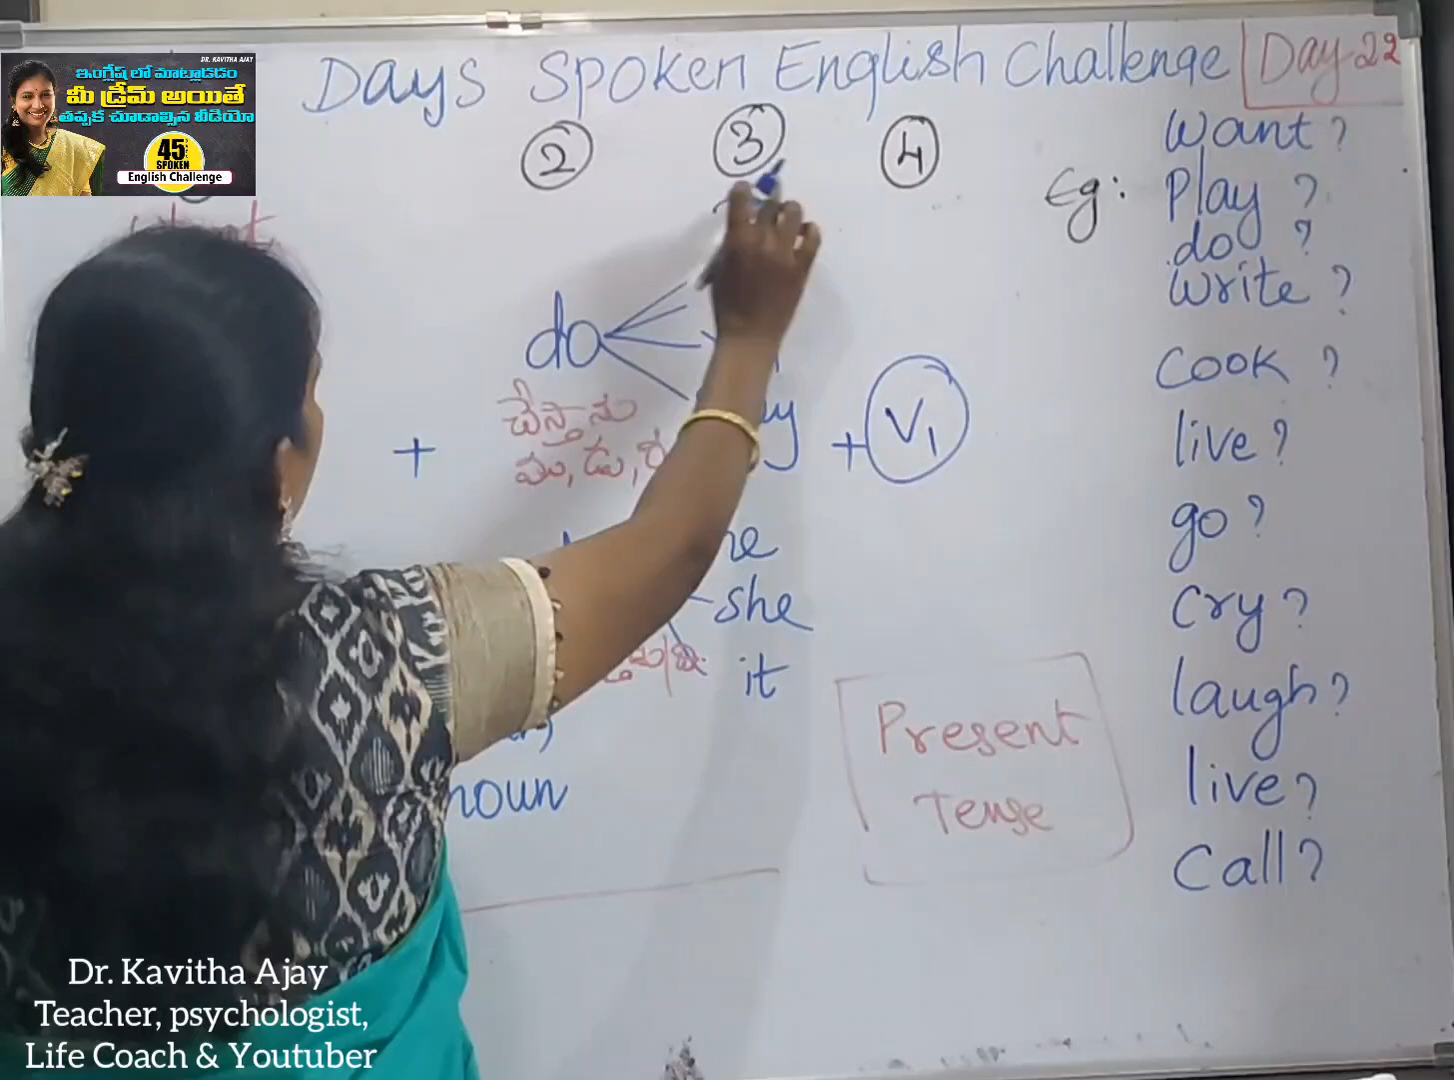 DR. KAVITHA AJAY
ఇంగ్లీష్ లో మాట్లాడడం
మీ డ్రీమ్ అయితే
తప్పక చూడాల్సిన వీడియో
45
SPOKEN
English Challenge
Days Spoken English Challenge Day-22
2 3 4
Eg:
want?
Play ?
do ?
write ?
cook ?
live?
go ?
cry?
laugh?
live?
call?
do
చేస్తాను
ము, డు,
+ + V1
she
it
noun
Present
Tense
Dr. Kavitha Ajay
Teacher, psychologist,
Life Coach & Youtuber